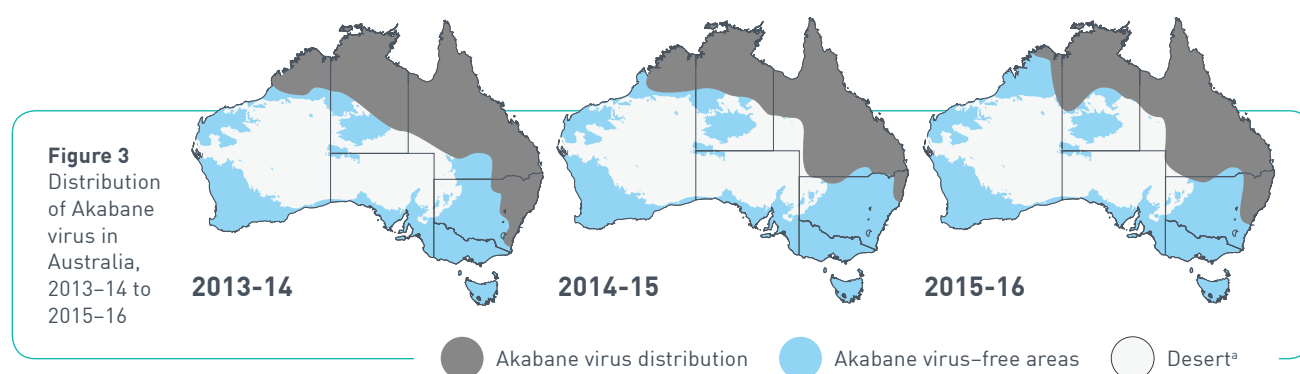 Figure 3
Distribution
of Akabane
virus in
Australia,
2013–14 to
2015–16
2013-14
2014-15
2015-16
Akabane virus distribution
Akabane virus–free areas
Desertᵃ